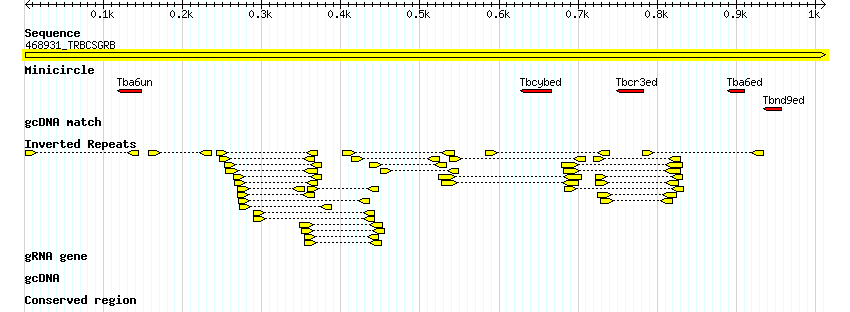 0.1k 0.2k 0.3k 0.4k 0.5k 0.6k 0.7k 0.8k 0.9k 1k
Sequence
468931_TRBCSGRB
Minicircle
Tba6un Tbcybed Tbcr3ed Tba6ed
Tbnd9ed
gcDNA match
Inverted Repeats
gRNA gene
gcDNA
Conserved region